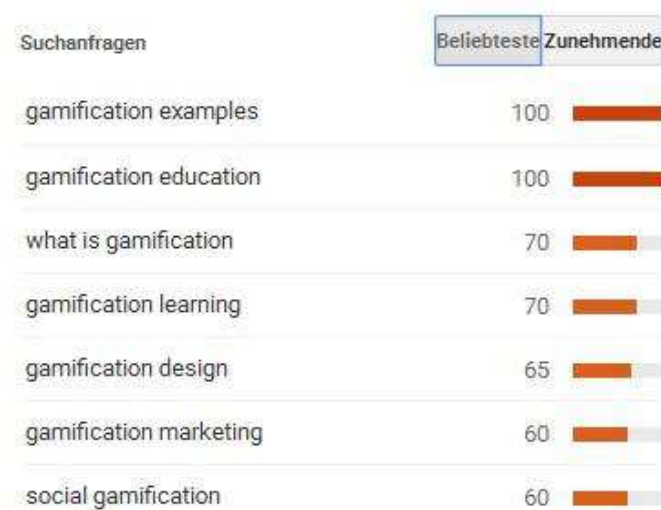 Suchanfragen Beliebteste Zunehmende
gamification examples 100
gamification education 100
what is gamification 70
gamification learning 70
gamification design 65
gamification marketing 60
social gamification 60